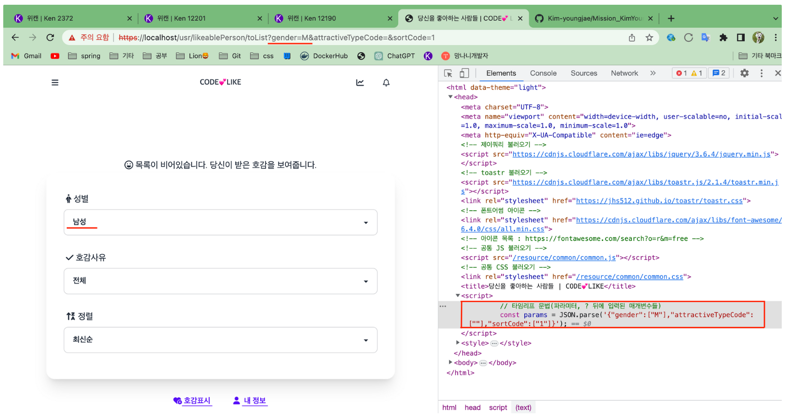 위켄 | Ken 2372
위켄 | Ken 12201
위켄 | Ken 12190
당신을 좋아하는 사람들 | CODE💕 L
Kim-youngjae/Mission_KimYou
주의 요함 | https://localhost/usr/likeablePerson/toList?gender=M&attractiveTypeCode=&sortCode=1
Gmail
spring
기타
공부
Lion🦁
Git
css
DockerHub
ChatGPT
망나니개발자
기타 북마크
CODE💕LIKE
목록이 비어있습니다. 당신이 받은 호감을 보여줍니다.
성별
남성
호감사유
전체
정렬
최신순
호감표시
내 정보
Elements
Console
Sources
Network
»
1
1
2
<html data-theme="light">
<head>
<meta charset="UTF-8">
<meta name="viewport" content="width=device-width, user-scalable=no, initial-scal
=1.0, maximum-scale=1.0, minimum-scale=1.0">
<meta http-equiv="X-UA-Compatible" content="ie=edge">
<!-- 제이쿼리 불러오기 -->
<script src="https://cdnjs.cloudflare.com/ajax/libs/jquery/3.6.4/jquery.min.js">
</script>
<!-- toastr 불러오기 -->
<script src="https://cdnjs.cloudflare.com/ajax/libs/toastr.js/2.1.4/toastr.min.j
s"></script>
<link rel="stylesheet" href="https://jhs512.github.io/toastr/toastr.css">
<!-- 폰트어썸 아이콘 -->
<link rel="stylesheet" href="https://cdnjs.cloudflare.com/ajax/libs/font-awesome/
6.4.0/css/all.min.css">
<!-- 아이콘 목록 : https://fontawesome.com/search?o=r&m=free -->
<!-- 공통 JS 불러오기 -->
<script src="/resource/common/common.js"></script>
<!-- 공통 CSS 불러오기 -->
<link rel="stylesheet" href="/resource/common/common.css">
<title>당신을 좋아하는 사람들 | CODE💕LIKE</title>
<script>
// 타임리프 문법(파라미터, ? 뒤에 입력된 매개변수들)
const params = JSON.parse('{"gender":["M"],"attractiveTypeCode":
[""],"sortCode":["1"]}'); == $0
</script>
<style> … </style>
</head>
<body> … </body>
</html>
html head script (text)